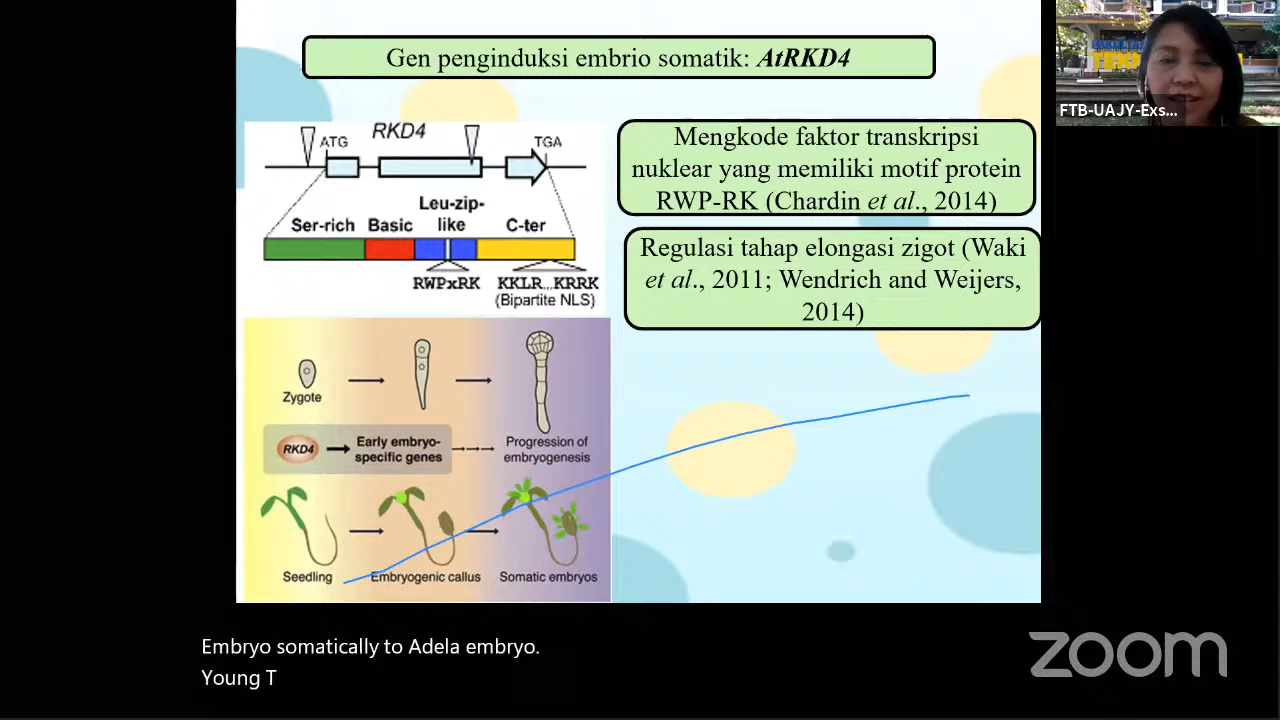 Gen penginduksi embrio somatik: AtRKD4
RKD4
ATG
TGA
Leu-zip-
like
Ser-rich
Basic
C-ter
RWPxRK
KKLR...KRRK
(Bipartite NLS)
Mengkode faktor transkripsi
nuklear yang memiliki motif protein
RWP-RK (Chardin et al., 2014)
Regulasi tahap elongasi zigot (Waki
et al., 2011; Wendrich and Weijers,
2014)
Zygote
RKD4
Early embryo-
specific genes
Progression of
embryogenesis
Seedling
Embryogenic callus
Somatic embryos
FTB-UAJY-Exs...
Embryo somatically to Adela embryo.
Young T
zoom